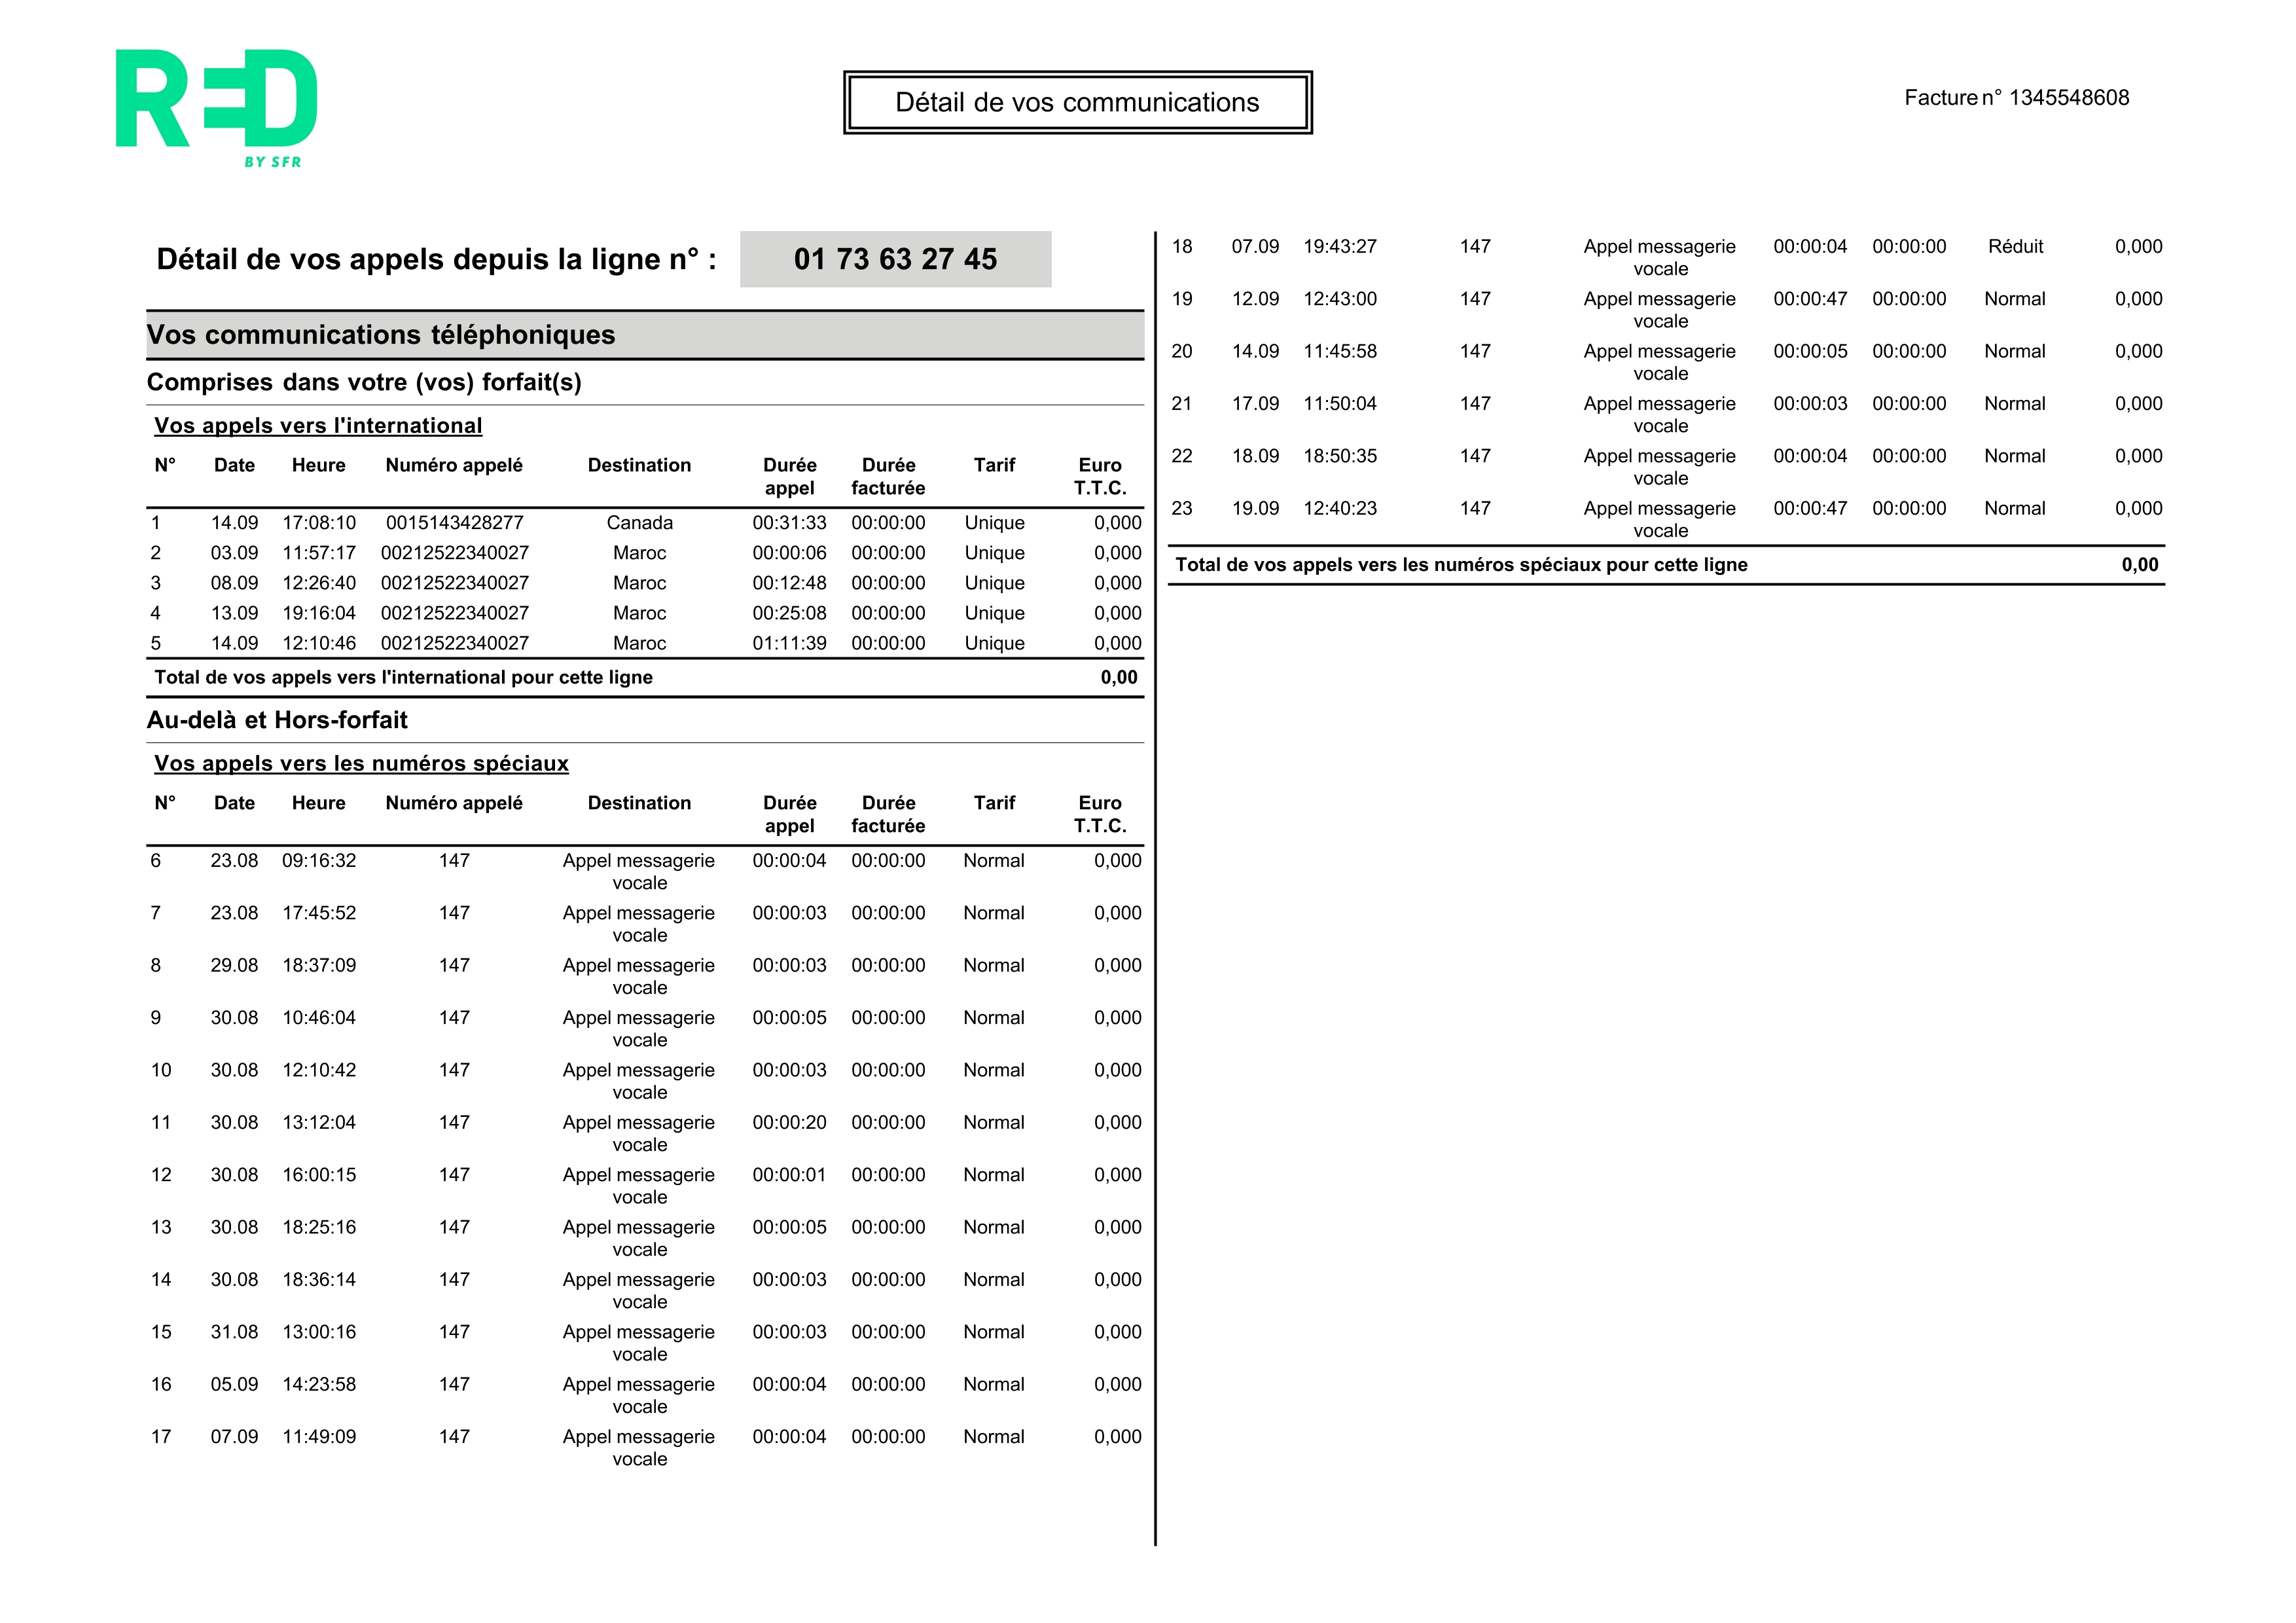 RED
BY SFR
Détail de vos communications
Facture n° 1345548608
Détail de vos appels depuis la ligne n° : 01 73 63 27 45
Vos communications téléphoniques
Comprises dans votre (vos) forfait(s)
Vos appels vers l'international
N° Date Heure Numéro appelé Destination Durée appel Durée facturée Tarif Euro T.T.C.
1 14.09 17:08:10 0015143428277 Canada 00:31:33 00:00:00 Unique 0,000
2 03.09 11:57:17 00212522340027 Maroc 00:00:06 00:00:00 Unique 0,000
3 08.09 12:26:40 00212522340027 Maroc 00:12:48 00:00:00 Unique 0,000
4 13.09 19:16:04 00212522340027 Maroc 00:25:08 00:00:00 Unique 0,000
5 14.09 12:10:46 00212522340027 Maroc 01:11:39 00:00:00 Unique 0,000
Total de vos appels vers l'international pour cette ligne 0,00
Au-delà et Hors-forfait
Vos appels vers les numéros spéciaux
N° Date Heure Numéro appelé Destination Durée appel Durée facturée Tarif Euro T.T.C.
6 23.08 09:16:32 147 Appel messagerie vocale 00:00:04 00:00:00 Normal 0,000
7 23.08 17:45:52 147 Appel messagerie vocale 00:00:03 00:00:00 Normal 0,000
8 29.08 18:37:09 147 Appel messagerie vocale 00:00:03 00:00:00 Normal 0,000
9 30.08 10:46:04 147 Appel messagerie vocale 00:00:05 00:00:00 Normal 0,000
10 30.08 12:10:42 147 Appel messagerie vocale 00:00:03 00:00:00 Normal 0,000
11 30.08 13:12:04 147 Appel messagerie vocale 00:00:20 00:00:00 Normal 0,000
12 30.08 16:00:15 147 Appel messagerie vocale 00:00:01 00:00:00 Normal 0,000
13 30.08 18:25:16 147 Appel messagerie vocale 00:00:05 00:00:00 Normal 0,000
14 30.08 18:36:14 147 Appel messagerie vocale 00:00:03 00:00:00 Normal 0,000
15 31.08 13:00:16 147 Appel messagerie vocale 00:00:03 00:00:00 Normal 0,000
16 05.09 14:23:58 147 Appel messagerie vocale 00:00:04 00:00:00 Normal 0,000
17 07.09 11:49:09 147 Appel messagerie vocale 00:00:04 00:00:00 Normal 0,000
18 07.09 19:43:27 147 Appel messagerie vocale 00:00:04 00:00:00 Réduit 0,000
19 12.09 12:43:00 147 Appel messagerie vocale 00:00:47 00:00:00 Normal 0,000
20 14.09 11:45:58 147 Appel messagerie vocale 00:00:05 00:00:00 Normal 0,000
21 17.09 11:50:04 147 Appel messagerie vocale 00:00:03 00:00:00 Normal 0,000
22 18.09 18:50:35 147 Appel messagerie vocale 00:00:04 00:00:00 Normal 0,000
23 19.09 12:40:23 147 Appel messagerie vocale 00:00:47 00:00:00 Normal 0,000
Total de vos appels vers les numéros spéciaux pour cette ligne 0,00